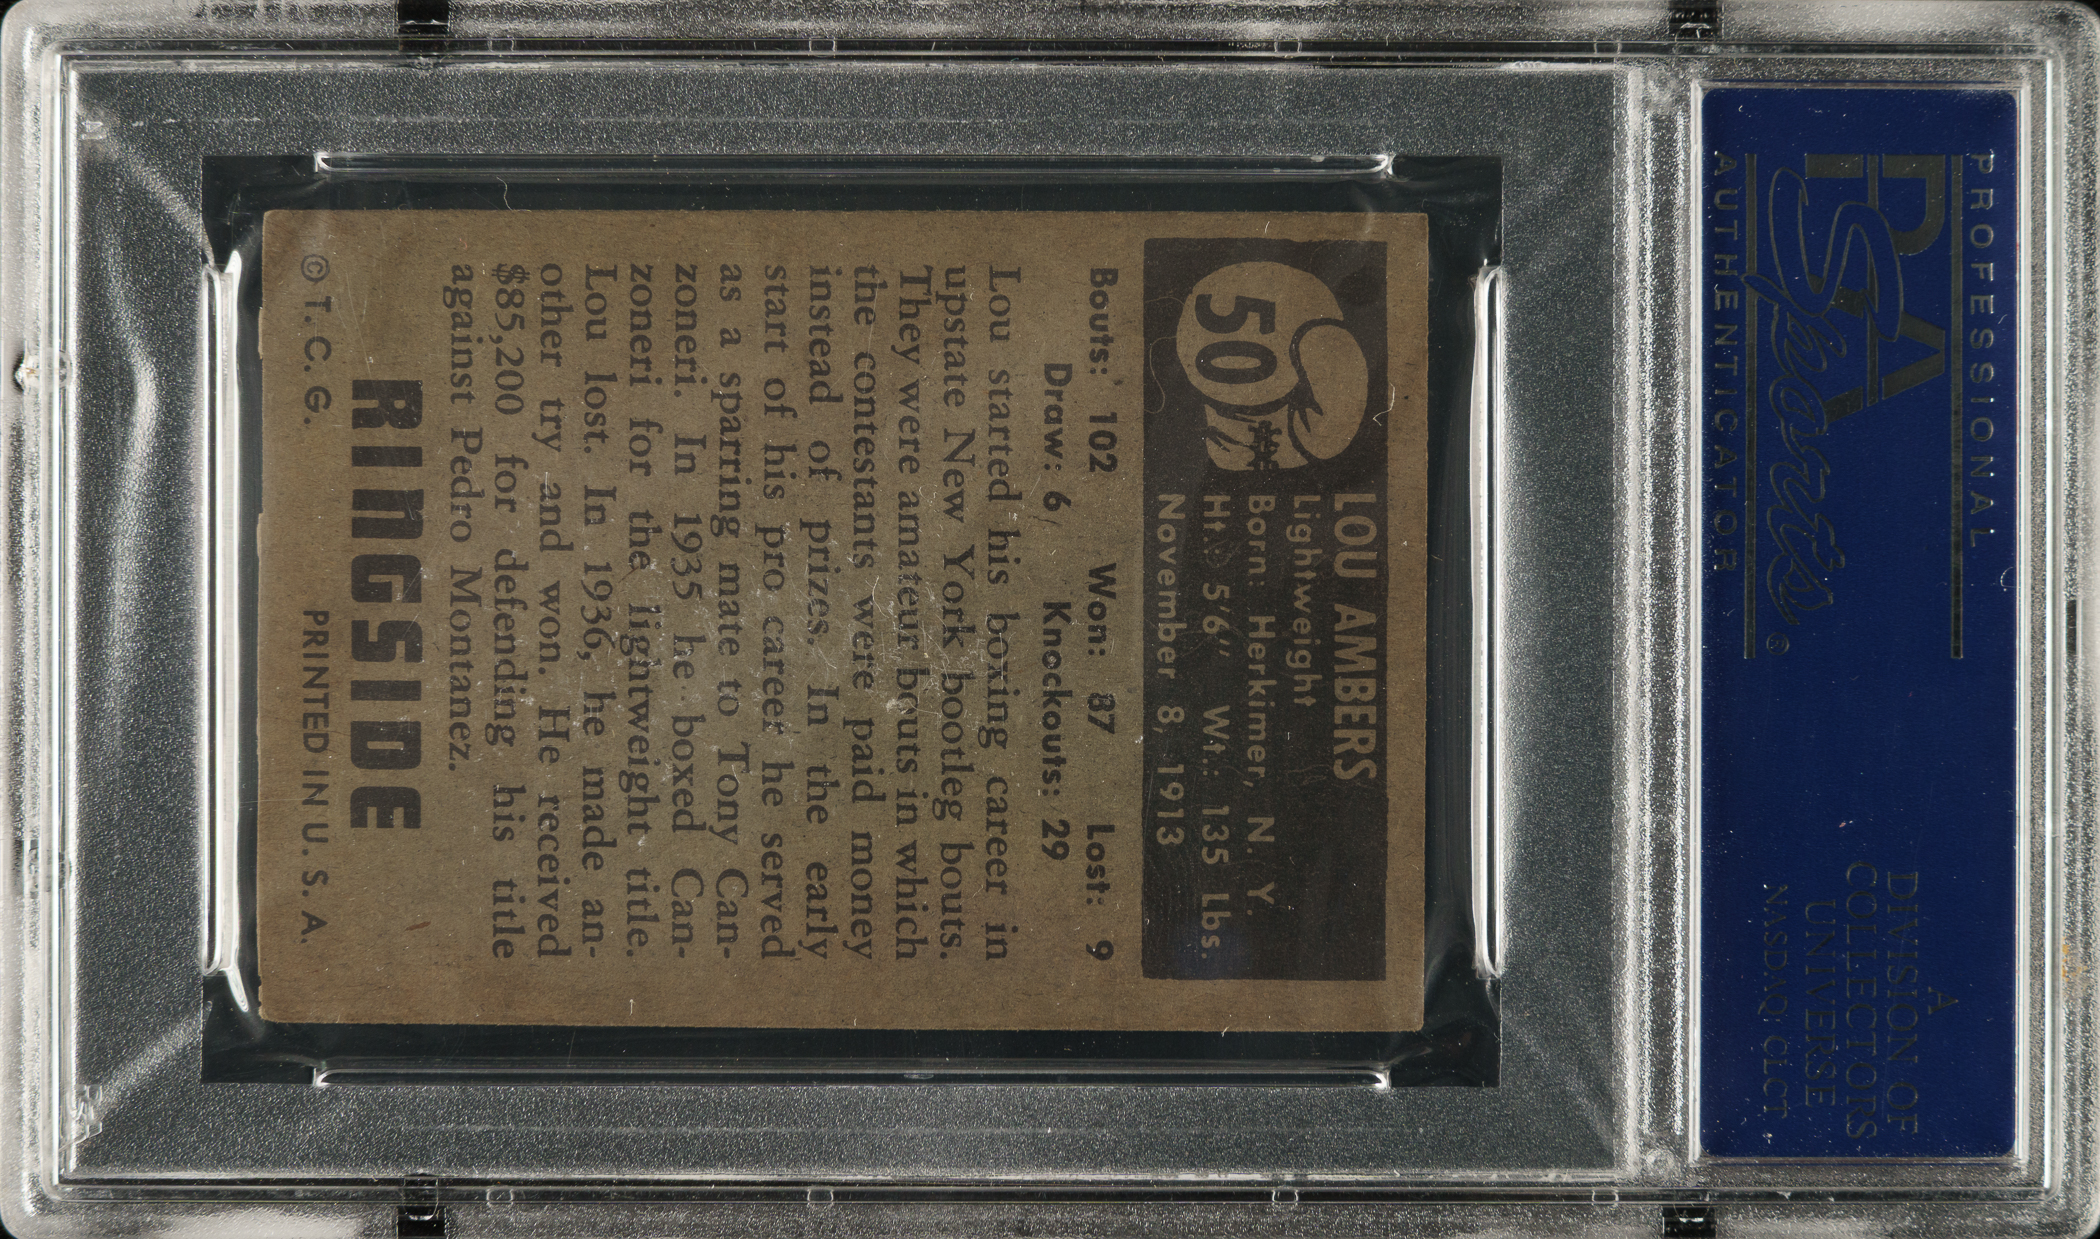 PROFESSIONAL
PSA
Sports®
AUTHENTICATOR
A
DIVISION OF
COLLECTORS
UNIVERSE
NASDAQ: CLCT
50
LOU AMBERS
Lightweight
Born: Herkimer, N. Y.
Ht.: 5'6" Wt.: 135 Lbs.
November 8, 1913
Bouts: 102 Won: 87 Lost: 9
Draw: 6 Knockouts: 29
Lou started his boxing career in
upstate New York bootleg bouts.
They were amateur bouts in which
the contestants were paid money
instead of prizes. In the early
start of his pro career he served
as a sparring mate to Tony Can-
zoneri. In 1935 he boxed Can-
zoneri for the lightweight title.
Lou lost. In 1936, he made an-
other try and won. He received
$85,200 for defending his title
against Pedro Montanez.
RINGSIDE
© T. C. G. PRINTED IN U. S. A.